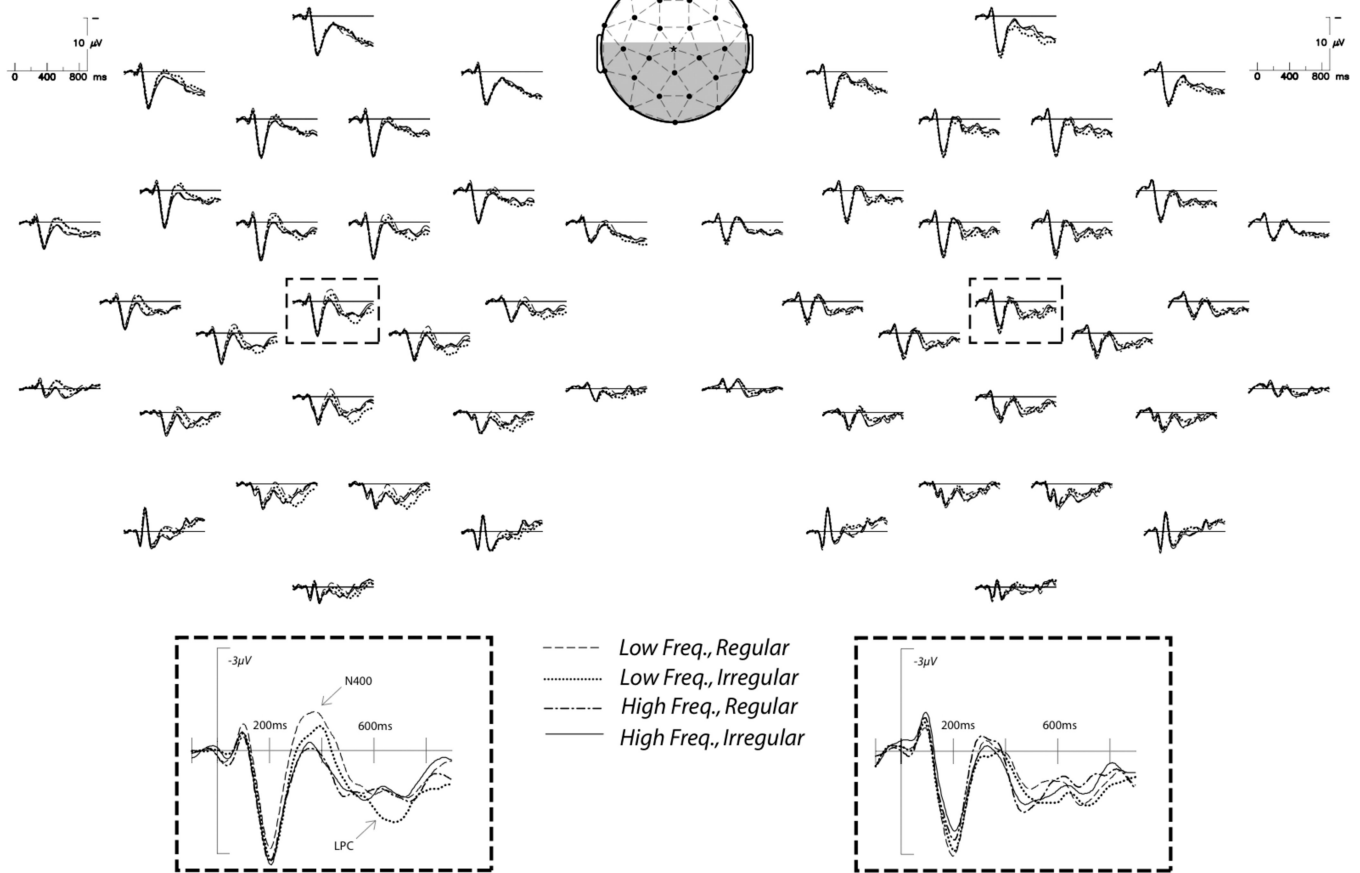 10 µV
0 400 800 ms
10 µV
0 400 800 ms
-3µV
N400
200ms
600ms
LPC
Low Freq., Regular
Low Freq., Irregular
High Freq., Regular
High Freq., Irregular
-3µV
200ms
600ms